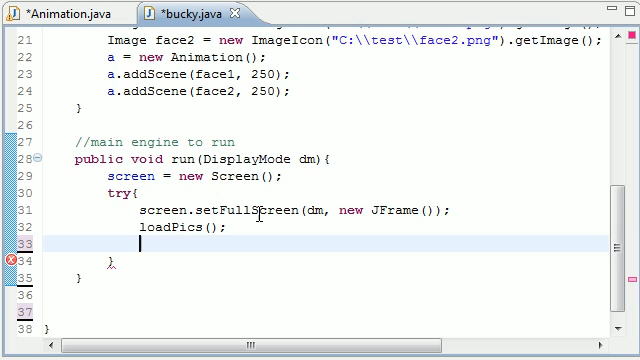 *Animation.java
*bucky.java
21 Image face2 = new ImageIcon("C:\\test\\face2.png").getImage();
22 a = new Animation();
23 a.addScene(face1, 250);
24 a.addScene(face2, 250);
25 }
26
27 //main engine to run
28 public void run(DisplayMode dm){
29 screen = new Screen();
30 try{
31 screen.setFullScreen(dm, new JFrame());
32 loadPics();
33
34 }
35 }
36
37
38 }